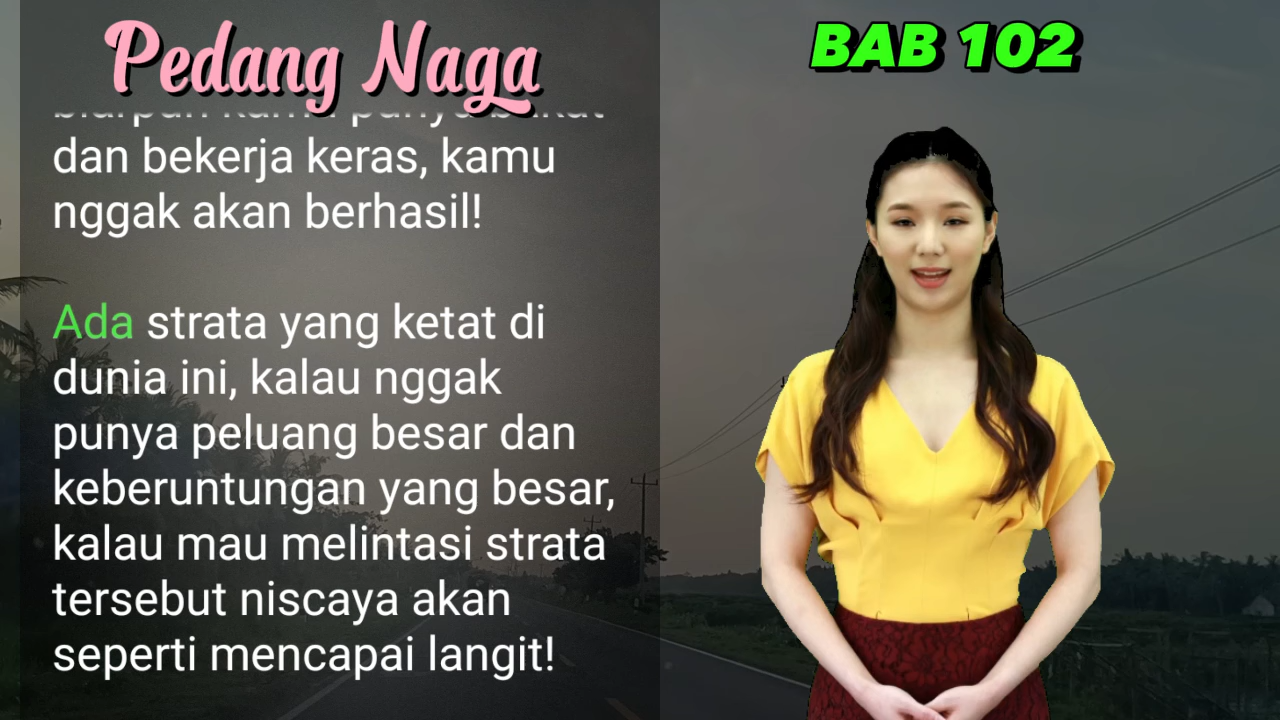 Pedang Naga
BAB 102
dan bekerja keras, kamu
nggak akan berhasil!
Ada strata yang ketat di
dunia ini, kalau nggak
punya peluang besar dan
keberuntungan yang besar,
kalau mau melintasi strata
tersebut niscaya akan
seperti mencapai langit!